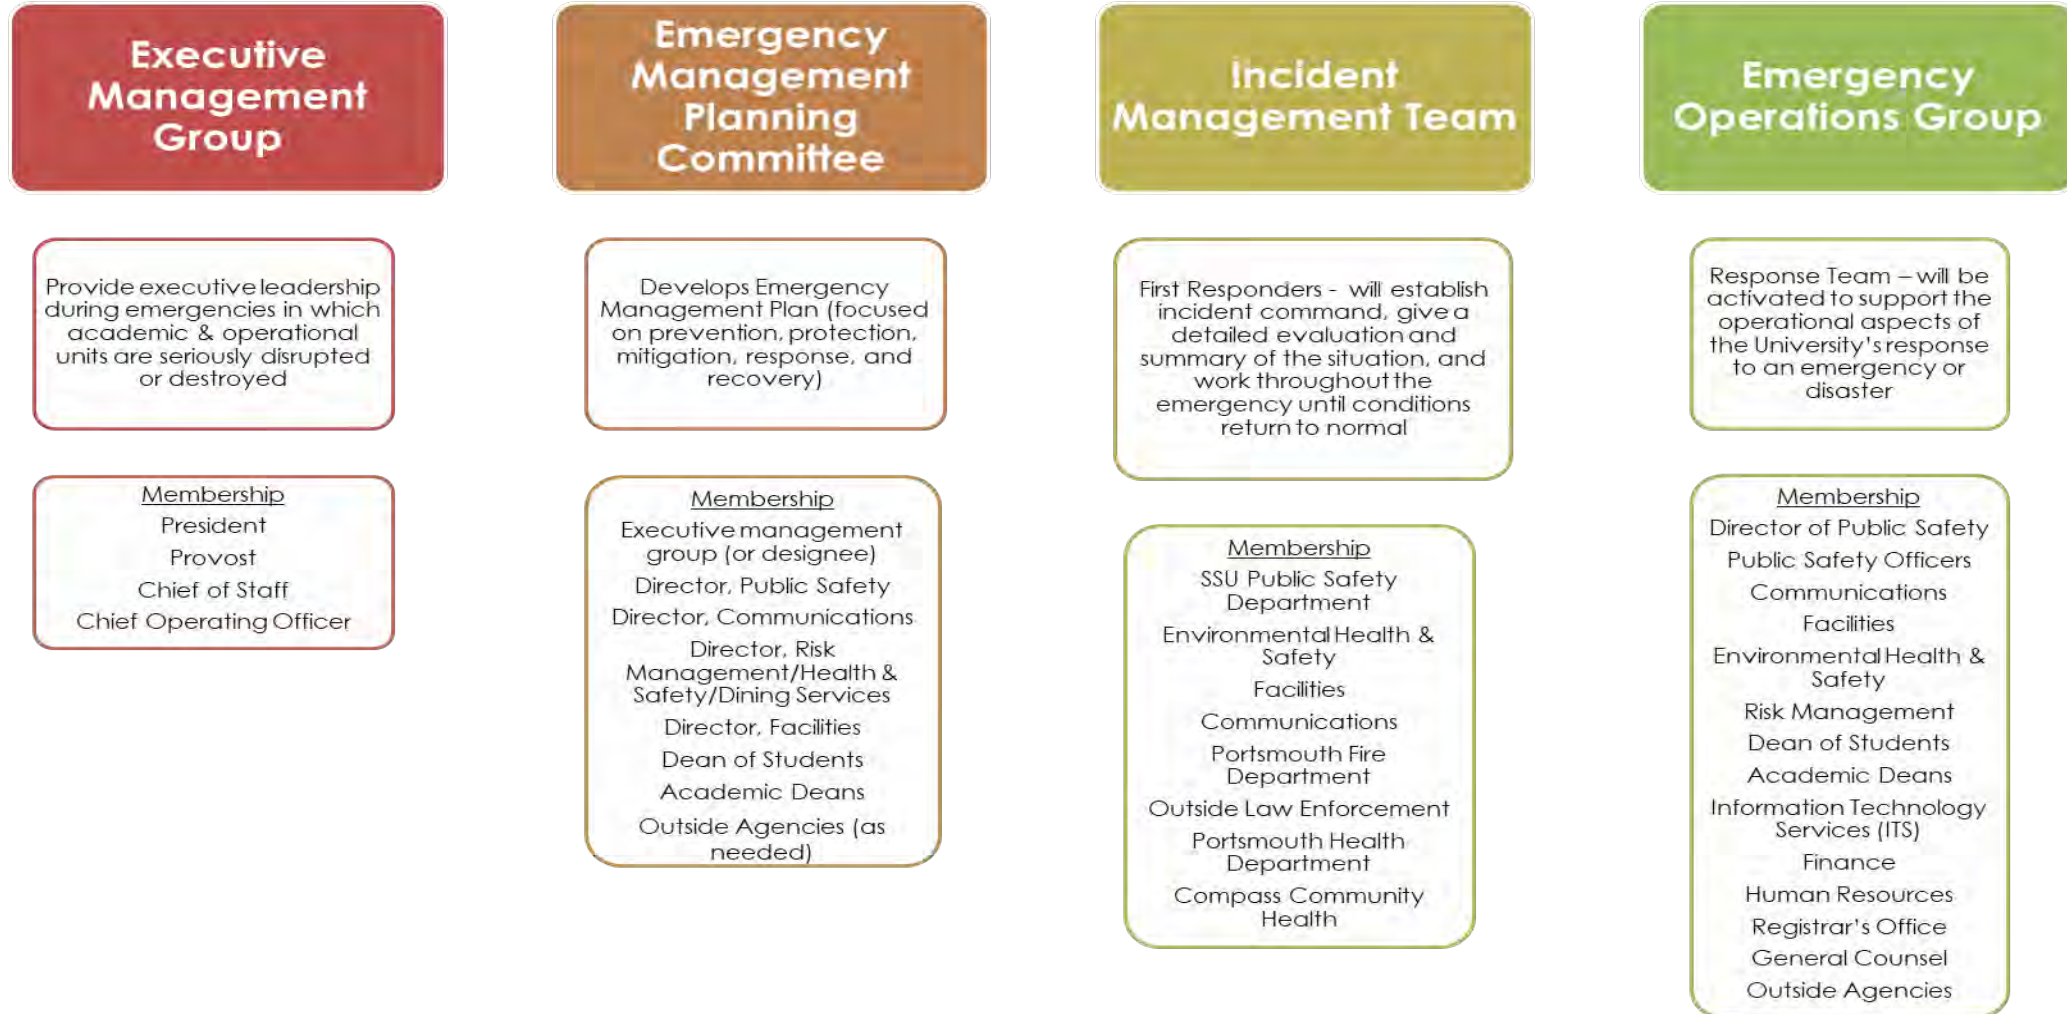 Executive
Management
Group
Provide executive leadership
during emergencies in which
academic & operational
units are seriously disrupted
or destroyed
Membership
President
Provost
Chief of Staff
Chief Operating Officer
Emergency
Management
Planning
Committee
Develops Emergency
Management Plan (focused
on prevention, protection,
mitigation, response, and
recovery)
Membership
Executive management
group (or designee)
Director, Public Safety
Director, Communications
Director, Risk
Management/Health &
Safety/Dining Services
Director, Facilities
Dean of Students
Academic Deans
Outside Agencies (as
needed)
Incident
Management Team
First Responders - will establish
incident command, give a
detailed evaluation and
summary of the situation, and
work throughout the
emergency until conditions
return to normal
Membership
SSU Public Safety
Department
Environmental Health &
Safety
Facilities
Communications
Portsmouth Fire
Department
Outside Law Enforcement
Portsmouth Health
Department
Compass Community
Health
Emergency
Operations Group
Response Team – will be
activated to support the
operational aspects of
the University's response
to an emergency or
disaster
Membership
Director of Public Safety
Public Safety Officers
Communications
Facilities
Environmental Health &
Safety
Risk Management
Dean of Students
Academic Deans
Information Technology
Services (ITS)
Finance
Human Resources
Registrar's Office
General Counsel
Outside Agencies